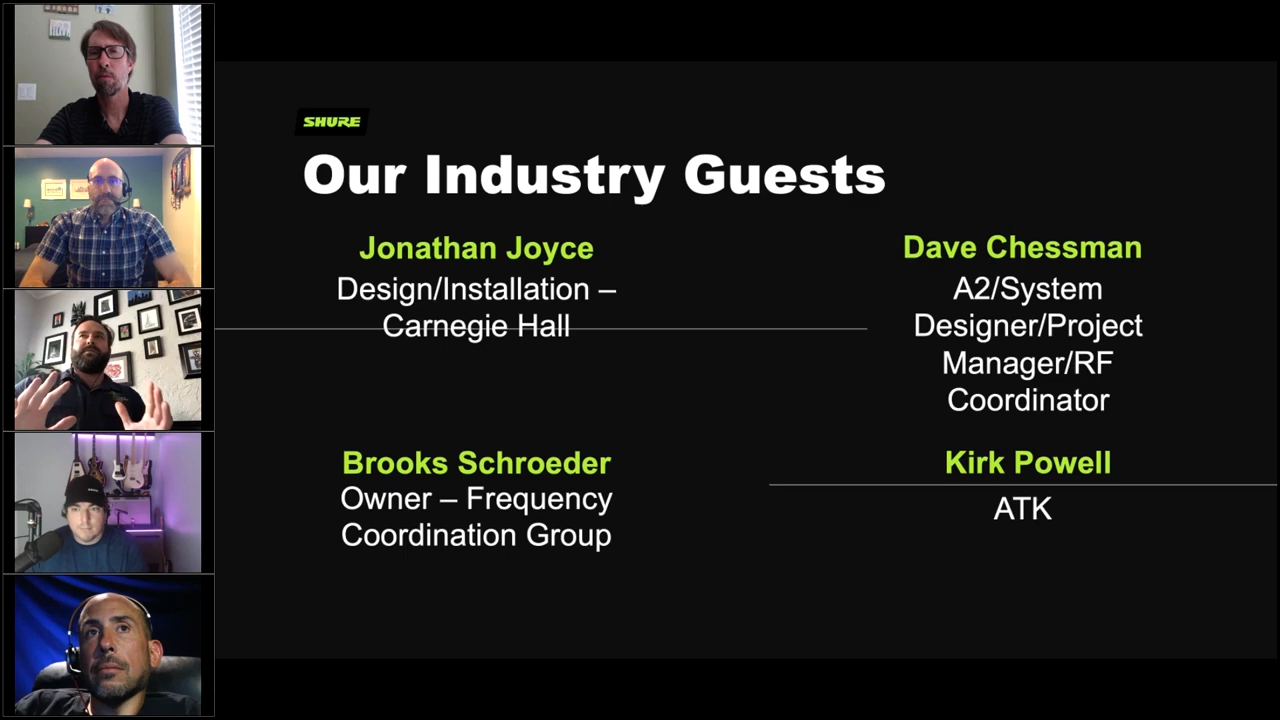 SHURE
Our Industry Guests
Jonathan Joyce
Design/Installation –
Carnegie Hall
Dave Chessman
A2/System
Designer/Project
Manager/RF
Coordinator
Brooks Schroeder
Owner – Frequency
Coordination Group
Kirk Powell
ATK